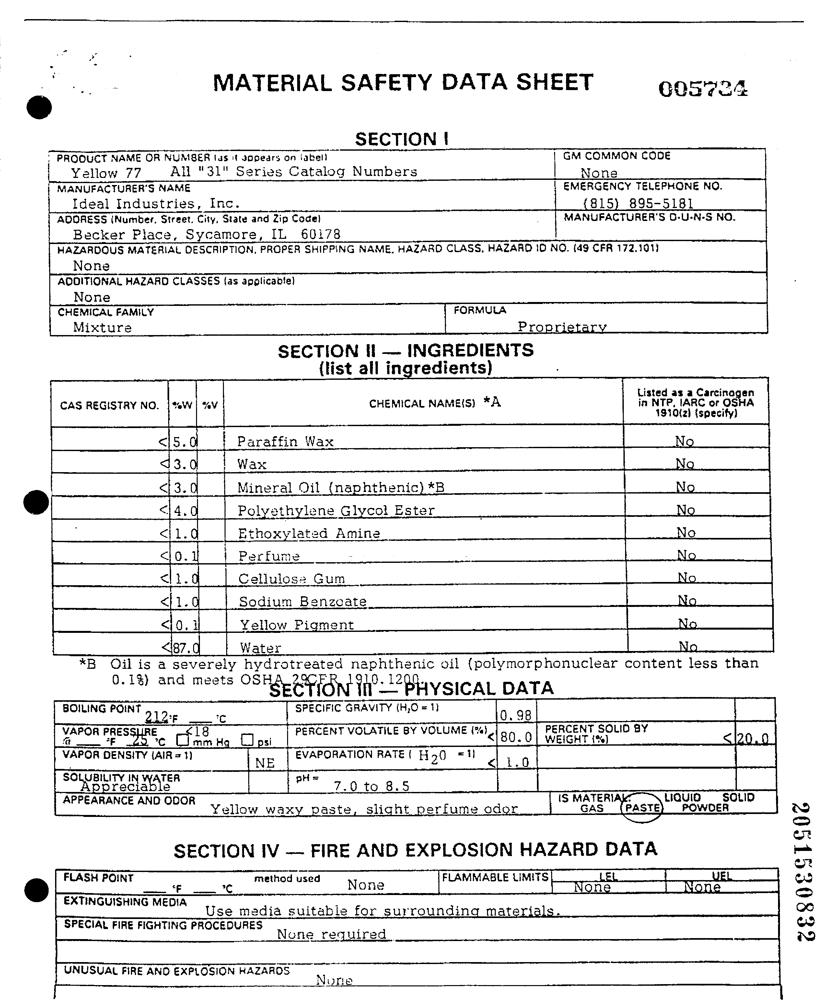 MATERIAL SAFETY DATA SHEET 005734
SECTION I
PRODUCT NAME OR NUMBER (as it appears on label) GM COMMON CODE
Yellow 77 All "31" Series Catalog Numbers None
MANUFACTURER'S NAME EMERGENCY TELEPHONE NO.
Ideal Industries, Inc. (815) 895-5181
ADDRESS (Number, Street, City, State and Zip Code) MANUFACTURER'S D-U-N-S NO.
Becker Place, Sycamore, IL 60178
HAZARDOUS MATERIAL DESCRIPTION, PROPER SHIPPING NAME, HAZARD CLASS, HAZARD ID NO. (49 CFR 172.101)
None
ADDITIONAL HAZARD CLASSES (as applicable)
None
CHEMICAL FAMILY FORMULA
Mixture Proprietary
SECTION II — INGREDIENTS
(list all ingredients)
CAS REGISTRY NO. %W %V CHEMICAL NAME(S) *A Listed as a Carcinogen
in NTP, IARC or OSHA
1910(z) (specify)
< 5.0 Paraffin Wax No
< 3.0 Wax No
< 3.0 Mineral Oil (naphthenic) *B No
< 4.0 Polyethylene Glycol Ester No
< 1.0 Ethoxylated Amine No
< 0.1 Perfume No
< 1.0 Cellulose Gum No
< 1.0 Sodium Benzoate No
< 0.1 Yellow Pigment No
<87.0 Water No
*B Oil is a severely hydrotreated naphthenic oil (polymorphonuclear content less than
0.1%) and meets OSHA 29CFR 1910.1200.
SECTION III — PHYSICAL DATA
BOILING POINT SPECIFIC GRAVITY (H2O = 1) 0.98
212 °F °C
VAPOR PRESSURE <18 PERCENT VOLATILE BY VOLUME (%) < 80.0 PERCENT SOLID BY
@ °F 25 °C mm Hg psi WEIGHT (%) < 20.0
VAPOR DENSITY (AIR = 1) NE EVAPORATION RATE ( H2O = 1) < 1.0
SOLUBILITY IN WATER pH =
Appreciable 7.0 to 8.5
APPEARANCE AND ODOR Yellow waxy paste, slight perfume odor IS MATERIAL: LIQUID SOLID
GAS PASTE POWDER
SECTION IV — FIRE AND EXPLOSION HAZARD DATA
FLASH POINT method used FLAMMABLE LIMITS LEL UEL
°F °C None None None
EXTINGUISHING MEDIA
Use media suitable for surrounding materials.
SPECIAL FIRE FIGHTING PROCEDURES
None required
UNUSUAL FIRE AND EXPLOSION HAZARDS
None
2051530832